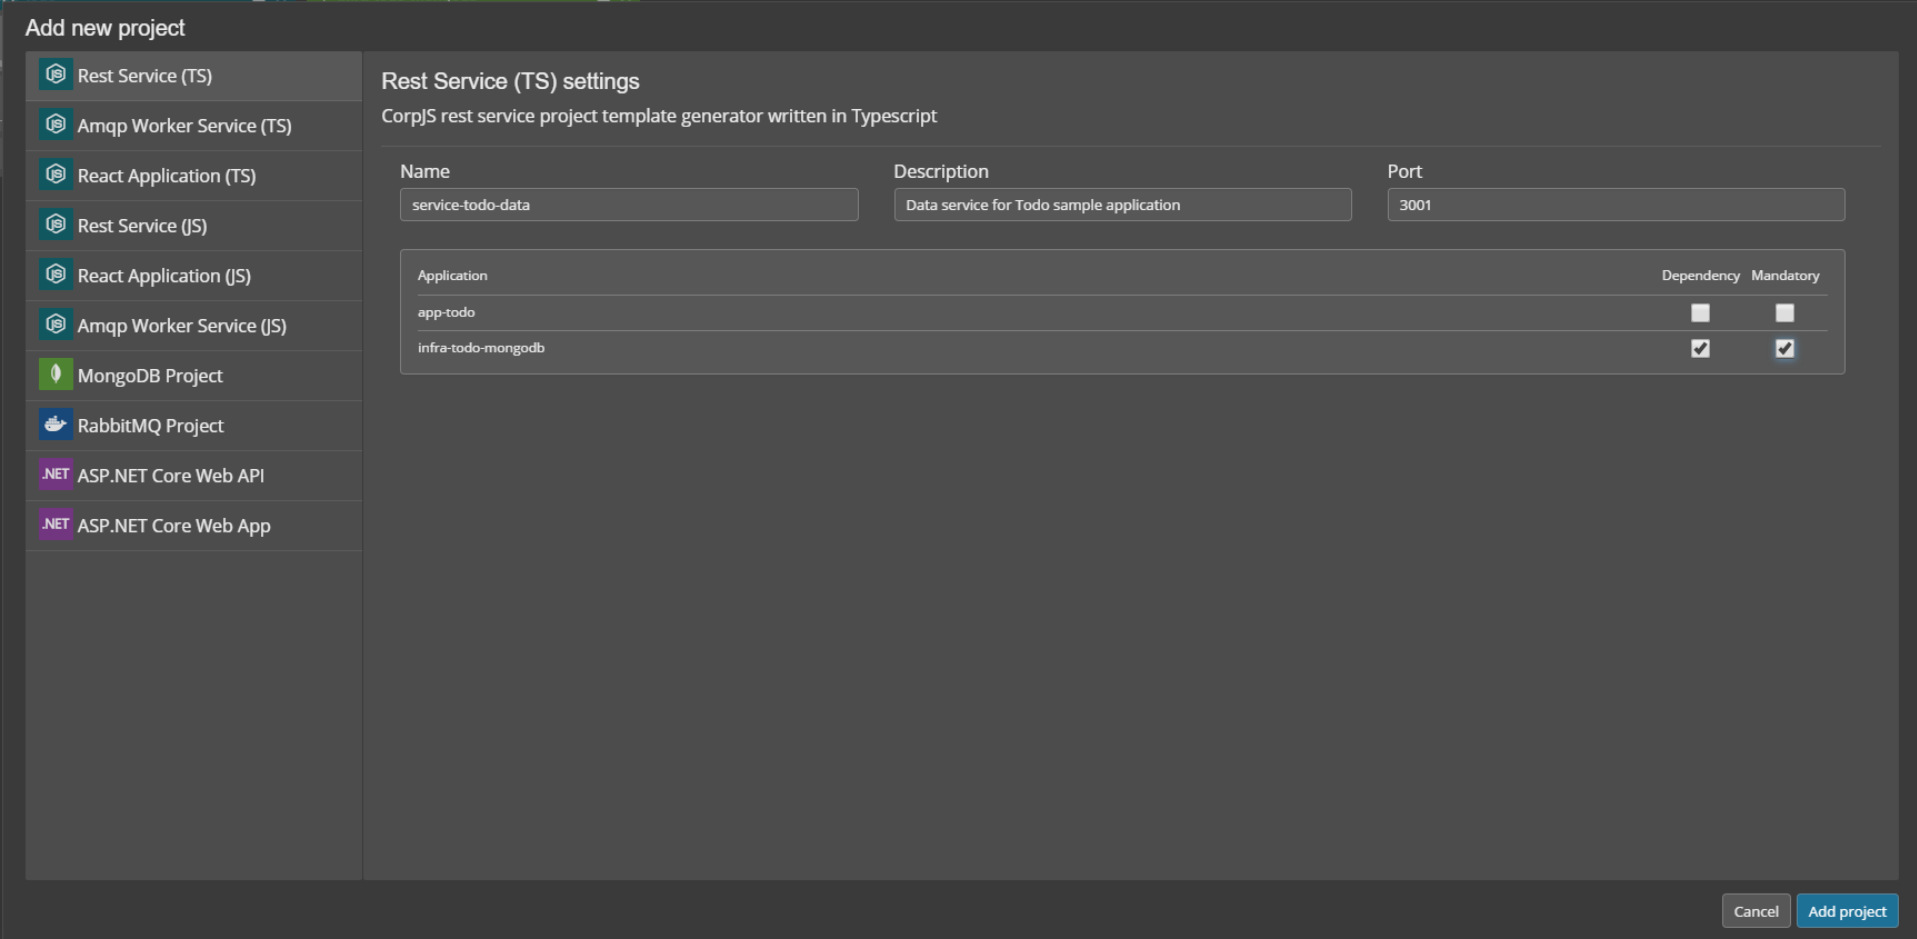 Add new project
Rest Service (TS)
Amqp Worker Service (TS)
React Application (TS)
Rest Service (JS)
React Application (JS)
Amqp Worker Service (JS)
MongoDB Project
RabbitMQ Project
.NET ASP.NET Core Web API
.NET ASP.NET Core Web App
Rest Service (TS) settings
CorpJS rest service project template generator written in Typescript
Name Description Port
service-todo-data Data service for Todo sample application 3001
Application Dependency Mandatory
app-todo
infra-todo-mongodb
Cancel Add project